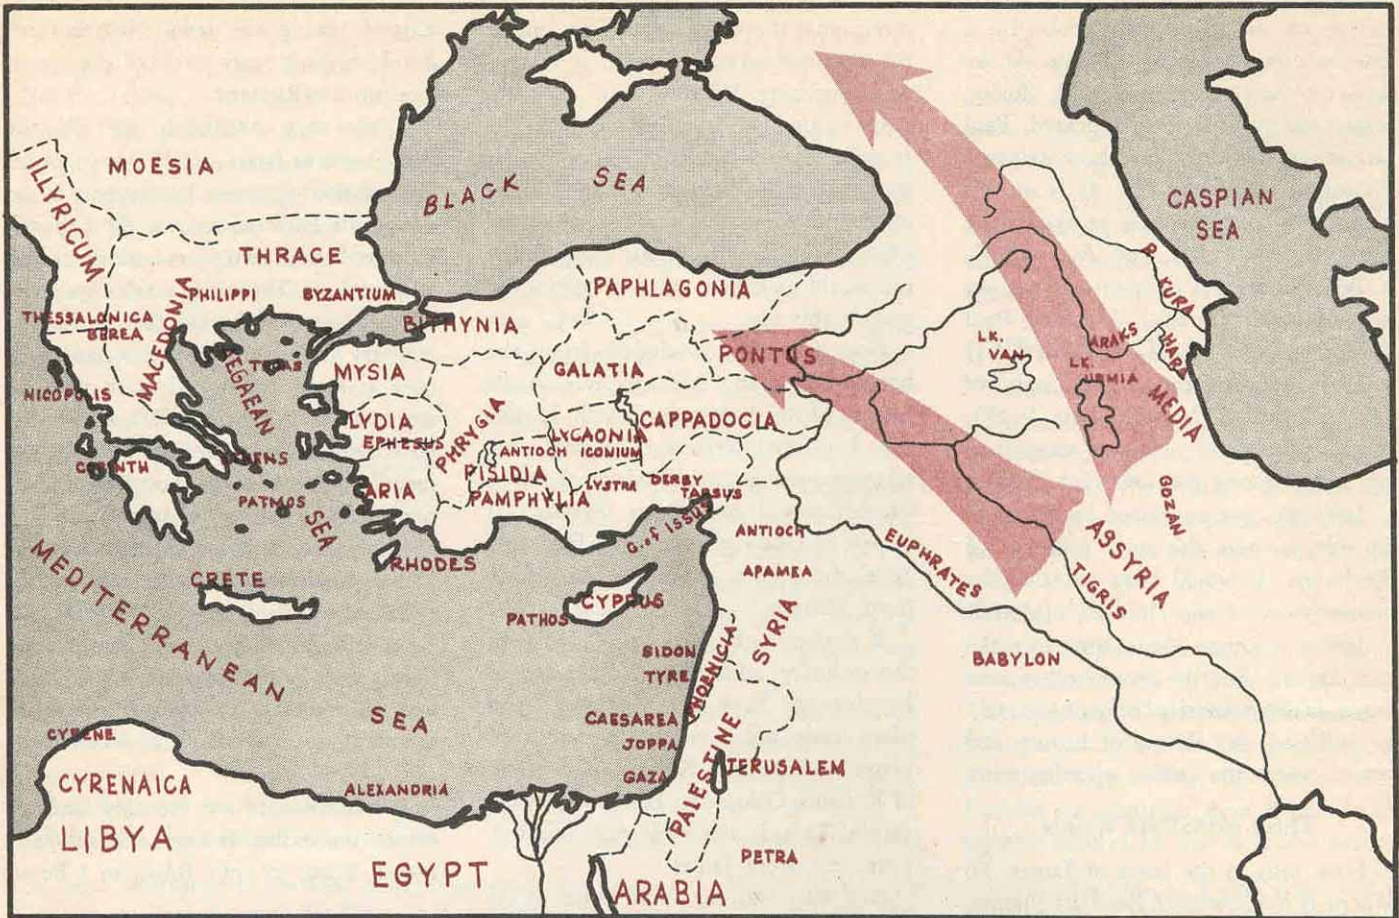 MOESIA
BLACK SEA
CASPIAN
SEA
ILLYRICUM
THRACE
PAPHLAGONIA
R. KURA
MACEDONIA
PHILIPPI
BYZANTIUM
THESSALONICA
BEREA
BITHYNIA
PONTUS
ARAKS
HARA
LK.
VAN
LK.
URMIA
MEDIA
AEGAEAN
SEA
TROAS
MYSIA
GALATIA
NICOPOLIS
LYDIA
EPHESUS
PHRYGIA
CAPPADOCIA
LYCAONIA
ANTIOCH
ICONIUM
CORINTH
ATHENS
PISIDIA
LYSTRA
DERBY
TARSUS
PATMOS
CARIA
PAMPHYLIA
G. of ISSUS
GOZAN
ANTIOCH
EUPHRATES
ASSYRIA
TIGRIS
MEDITERRANEAN
SEA
RHODES
APAMEA
CRETE
CYPRUS
PATHOS
SIDON
TYRE
PHOENICIA
SYRIA
BABYLON
CAESAREA
JOPPA
CYRENE
CYRENAICA
ALEXANDRIA
GAZA
PALESTINE
JERUSALEM
LIBYA
EGYPT
ARABIA
PETRA